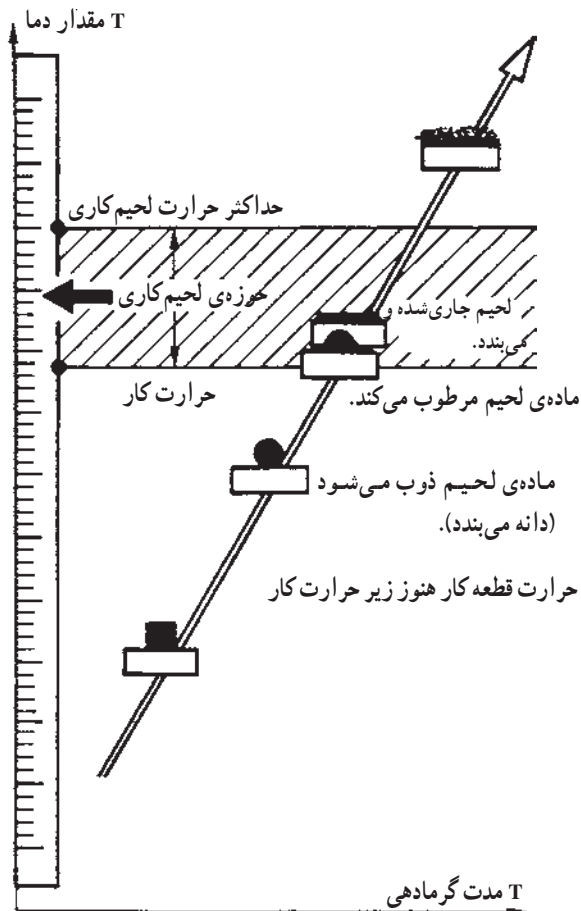 T مقدار دما
حداکثر حرارت لحیم‌کاری
حوزه‌ی لحیم‌کاری
لحیم جاری‌شده و
می‌بندد.
حرارت کار
ماده‌ی لحیم مرطوب می‌کند.
ماده‌ی لحیم ذوب می‌شود
(دانه می‌بندد).
حرارت قطعه کار هنوز زیر حرارت کار
T مدت گرمادهی